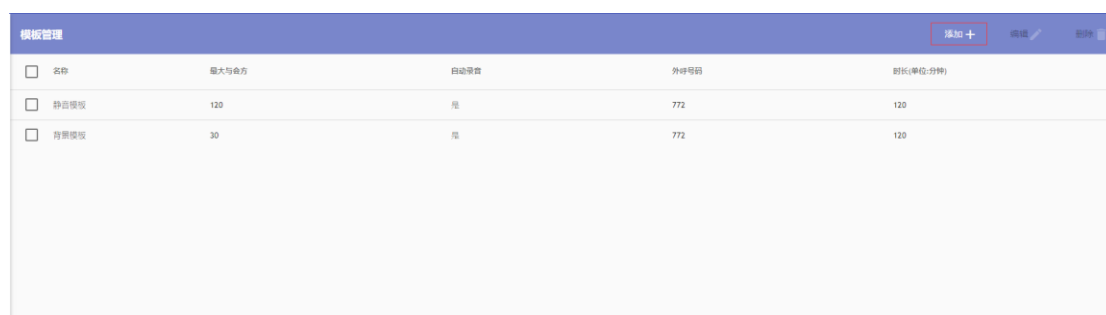 模板管理 添加 编辑 删除
名称 最大与会方 自动录音 外呼号码 时长(单位:分钟)
静音模板 120 是 772 120
背景模板 30 是 772 120